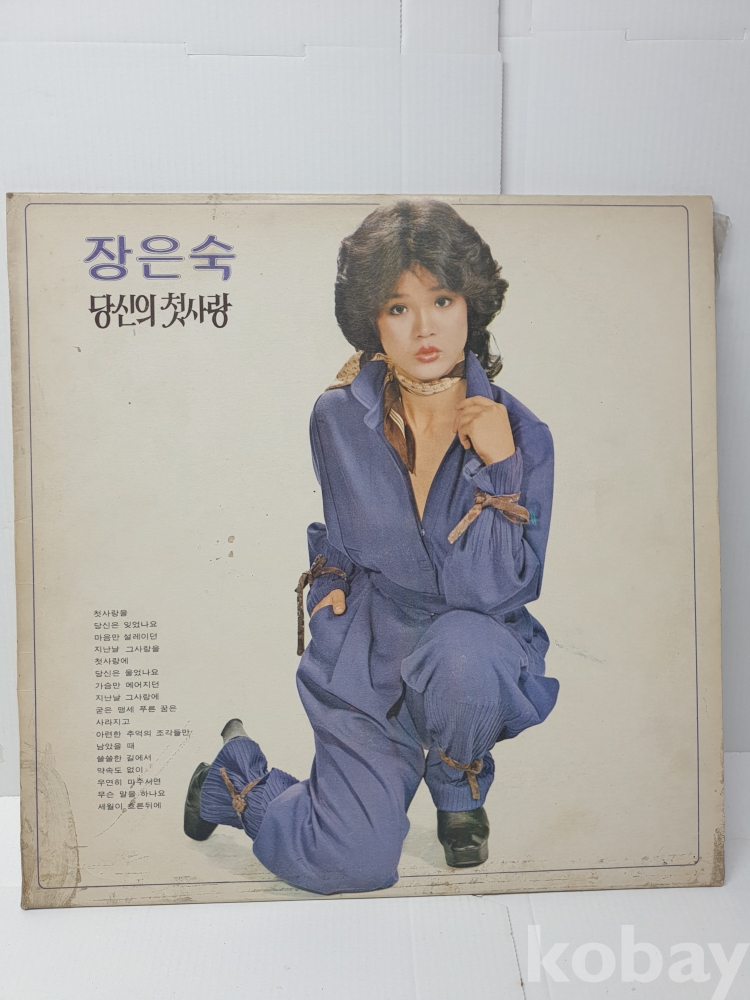 장은숙
당신의 첫사랑
첫사랑을
당신은 잊었나요
마음만 설레이던
지난날 그사랑을
첫사랑에
당신은 울었나요
가슴만 메어지던
지난날 그사랑에
굳은 맹세 푸른 꿈은
사라지고
아련한 추억의 조각들만
남았을 때
쓸쓸한 길에서
약속도 없이
우연히 마주서면
무슨 말을 하나요
세월이 흐른뒤에
kobay